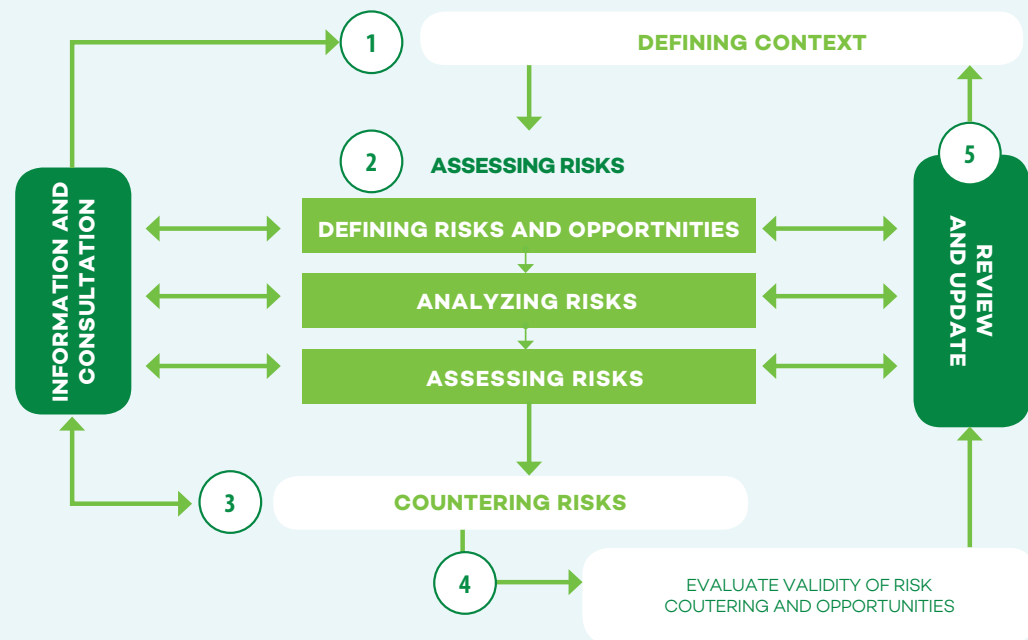 1
DEFINING CONTEXT
2
ASSESSING RISKS
5
INFORMATION AND
CONSULTATION
DEFINING RISKS AND OPPORTNITIES
ANALYZING RISKS
ASSESSING RISKS
REVIEW
AND UPDATE
3
COUNTERING RISKS
4
EVALUATE VALIDITY OF RISK
COUTERING AND OPPORTUNITIES